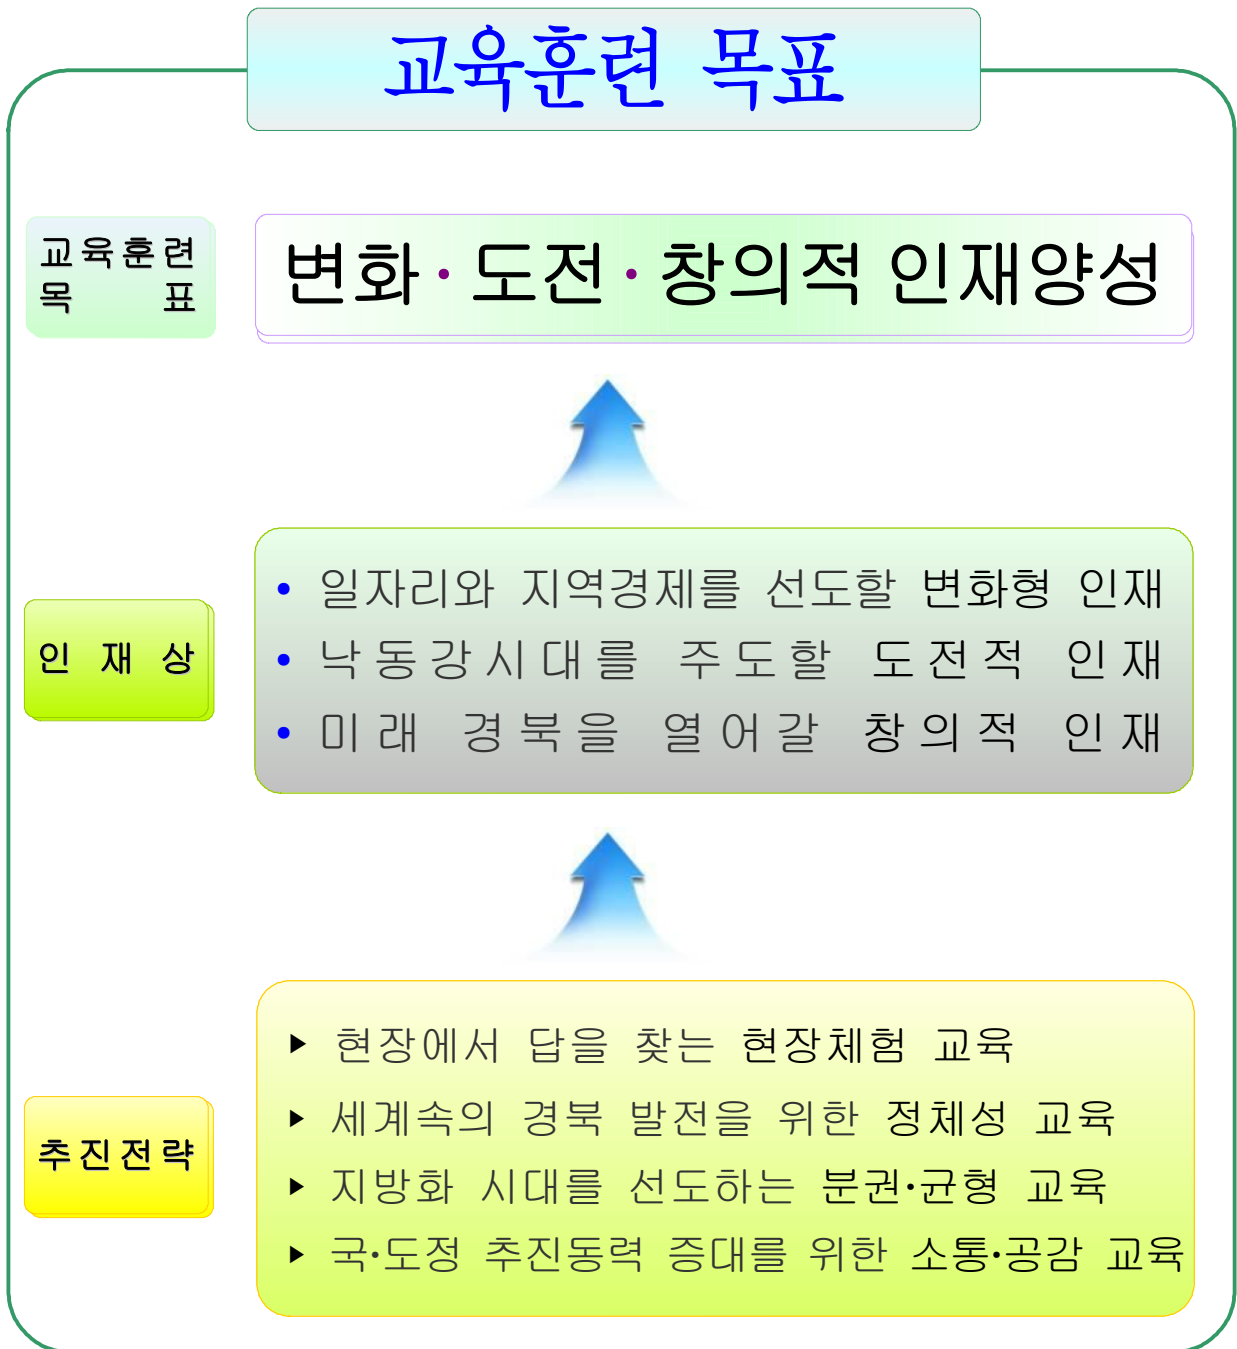 교육훈련 목표
교육훈련
목 표
변화·도전·창의적 인재양성
인 재 상
• 일자리와 지역경제를 선도할 변화형 인재
• 낙동강시대를 주도할 도전적 인재
• 미래 경북을 열어갈 창의적 인재
추진전략
▶ 현장에서 답을 찾는 현장체험 교육
▶ 세계속의 경북 발전을 위한 정체성 교육
▶ 지방화 시대를 선도하는 분권·균형 교육
▶ 국·도정 추진동력 증대를 위한 소통·공감 교육